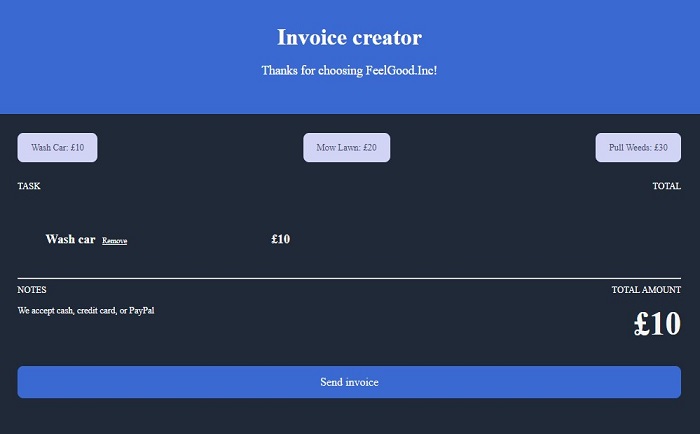 Invoice creator
Thanks for choosing FeelGood.Inc!
Wash Car: £10
Mow Lawn: £20
Pull Weeds: £30
TASK
TOTAL
Wash car Remove
£10
NOTES
TOTAL AMOUNT
We accept cash, credit card, or PayPal
£10
Send invoice